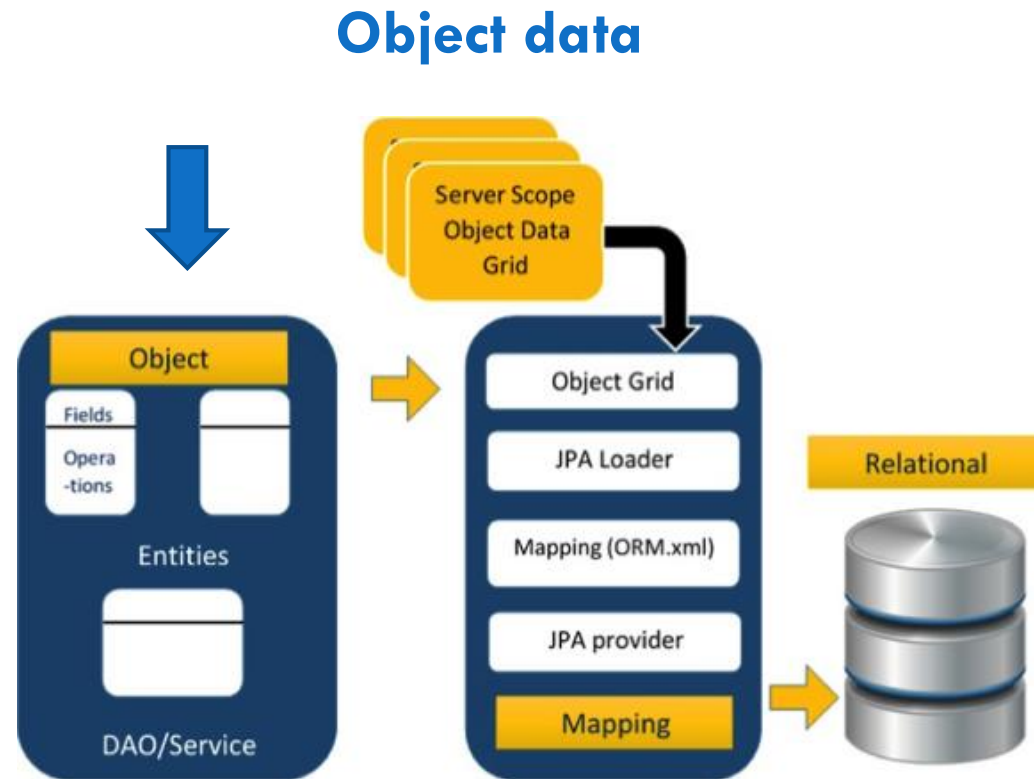 Object data
Server Scope
Object Data
Grid
Object
Fields
Opera
-tions
Entities
DAO/Service
Object Grid
JPA Loader
Mapping (ORM.xml)
JPA provider
Mapping
Relational